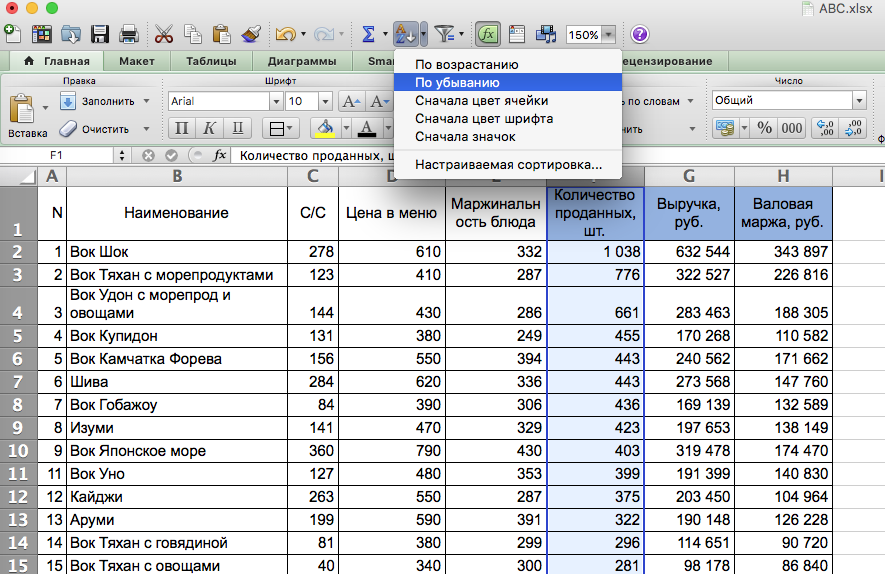 ABC.xlsx
150%
Главная Макет Таблицы Диаграммы Sma ецензирование
Правка Шрифт Число
Вставка Заполнить Arial 10 А А по словам Общий
Очистить П К Ч нить % 000 ,00 ,00
F1 fx Количество проданных, ш
По возрастанию
По убыванию
Сначала цвет ячейки
Сначала цвет шрифта
Сначала значок
Настраиваемая сортировка...
A B C D E F G H I
1 N Наименование С/С Цена в меню Маржинальн ость блюда Количество проданных, шт. Выручка, руб. Валовая маржа, руб.
2 1 Вок Шок 278 610 332 1 038 632 544 343 897
3 2 Вок Тяхан с морепродуктами 123 410 287 776 322 527 226 816
4 3 Вок Удон с морепрод и овощами 144 430 286 661 283 463 188 305
5 4 Вок Купидон 131 380 249 455 170 268 110 582
6 5 Вок Камчатка Форева 156 550 394 443 240 562 171 662
7 6 Шива 284 620 336 443 273 568 147 760
8 7 Вок Гобажоу 84 390 306 436 169 139 132 589
9 8 Изуми 141 470 329 423 197 653 138 149
10 9 Вок Японское море 360 790 430 403 319 478 174 470
11 11 Вок Уно 127 480 353 399 191 399 140 830
12 12 Кайджи 263 550 287 375 203 450 104 964
13 13 Аруми 199 590 391 322 190 148 126 228
14 14 Вок Тяхан с говядиной 81 380 299 296 114 651 90 720
15 15 Вок Тяхан с овощами 40 340 300 281 98 178 86 840